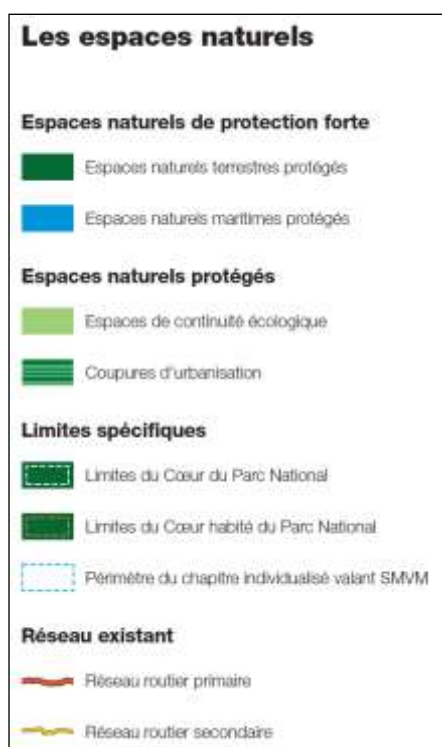 Les espaces naturels
Espaces naturels de protection forte
Espaces naturels terrestres protégés
Espaces naturels maritimes protégés
Espaces naturels protégés
Espaces de continuité écologique
Coupures d'urbanisation
Limites spécifiques
Limites du Cœur du Parc National
Limites du Cœur habité du Parc National
Périmètre du chapitre individualisé valant SMVM
Réseau existant
Réseau routier primaire
Réseau routier secondaire